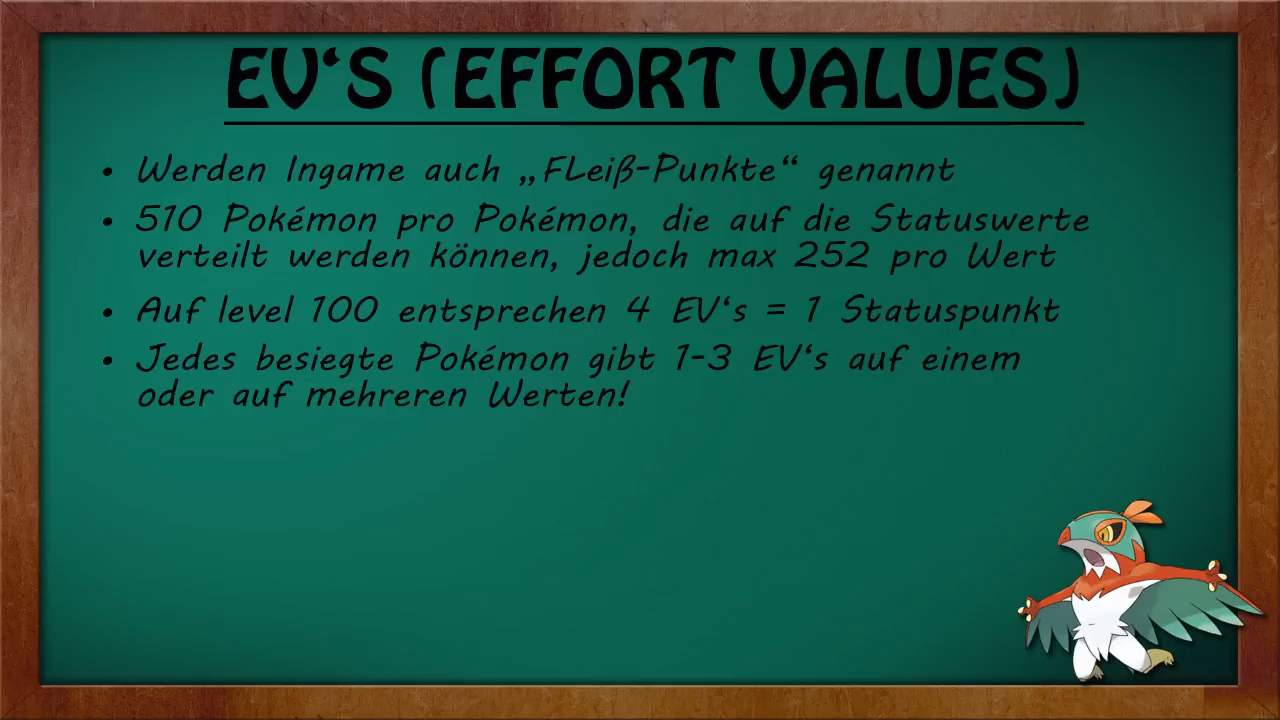 EV‘S (EFFORT VALUES)
• Werden Ingame auch „FLeiß-Punkte“ genannt
• 510 Pokémon pro Pokémon, die auf die Statuswerte
verteilt werden können, jedoch max 252 pro Wert
• Auf level 100 entsprechen 4 EV‘s = 1 Statuspunkt
• Jedes besiegte Pokémon gibt 1-3 EV‘s auf einem
oder auf mehreren Werten!